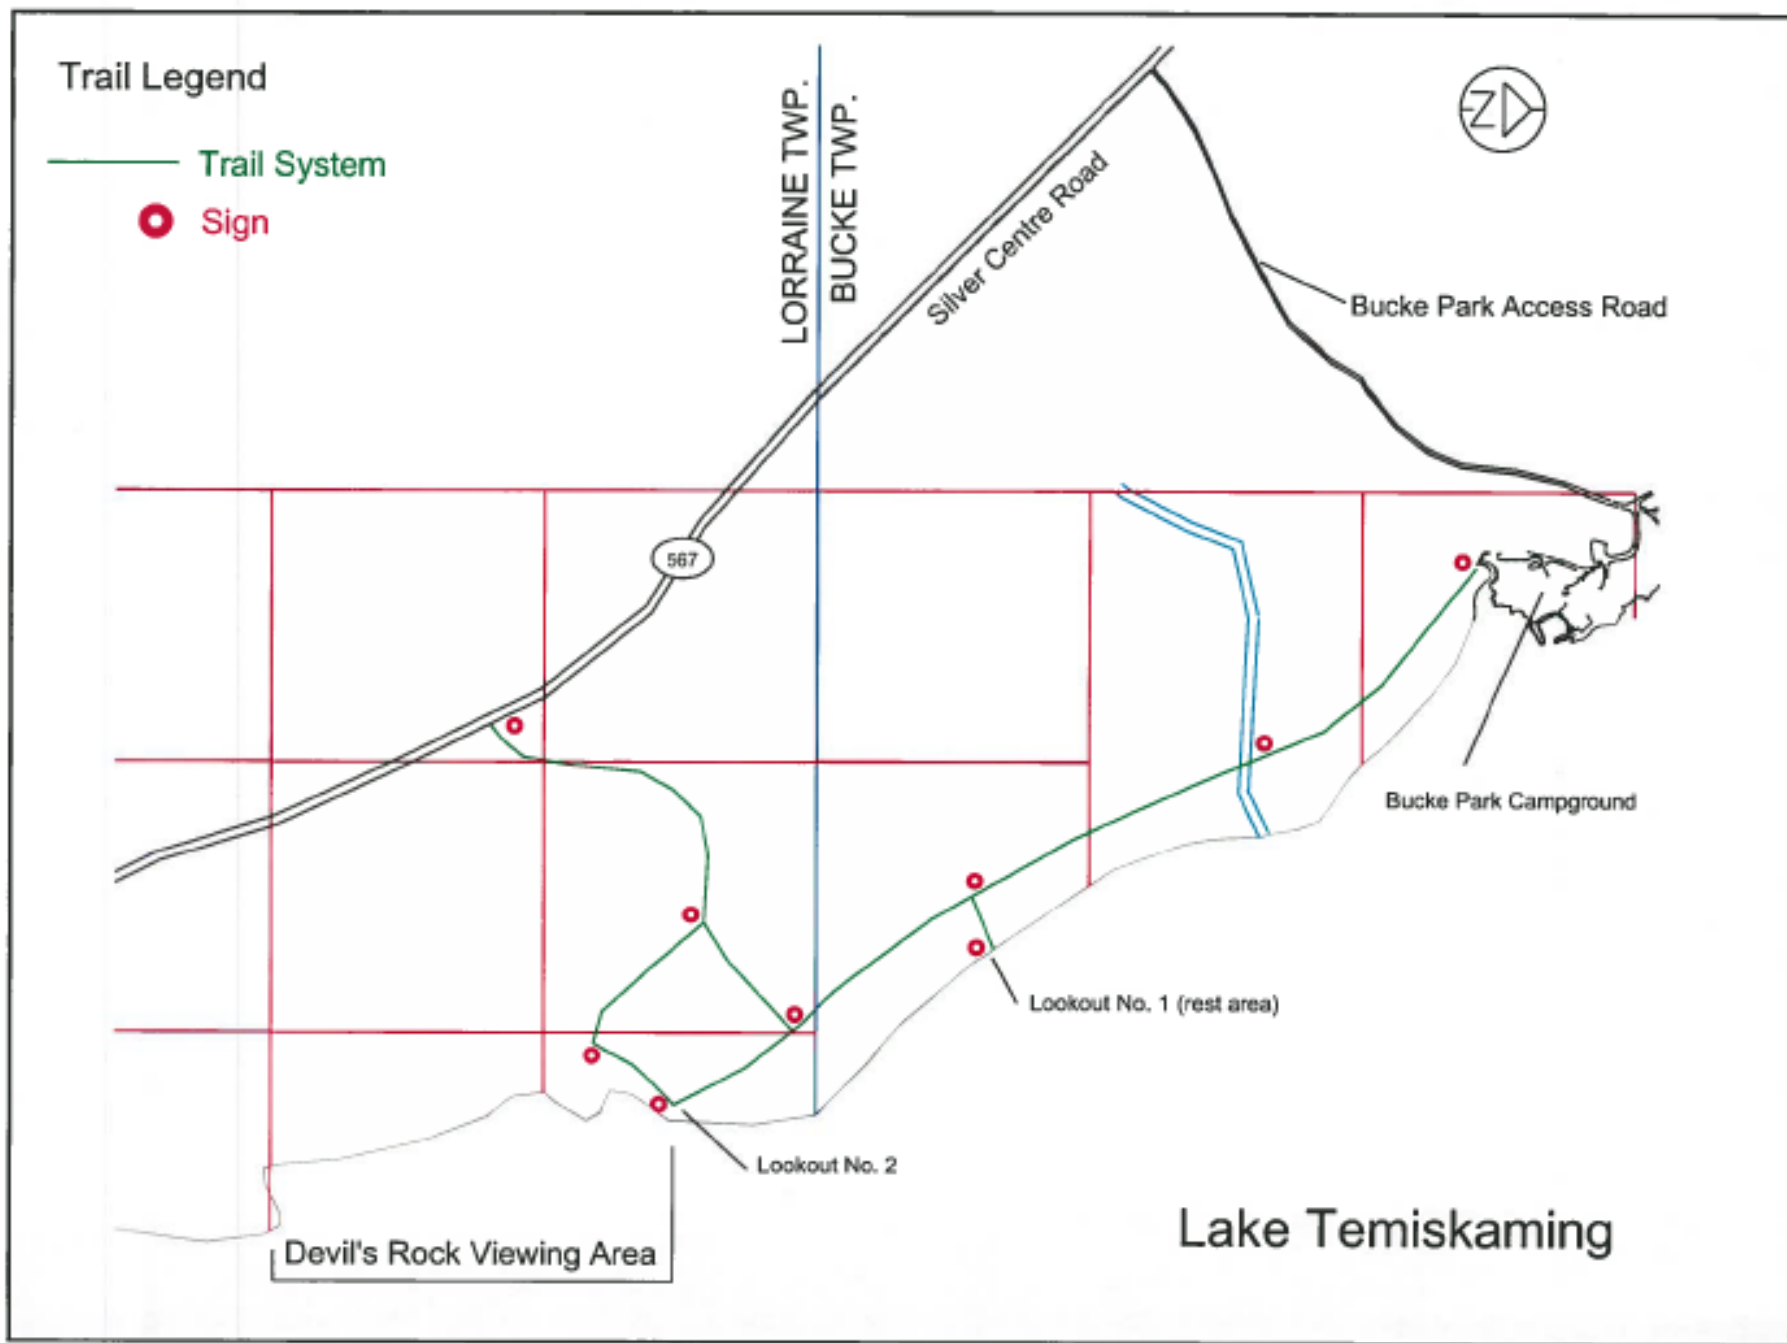 Trail Legend
Trail System
Sign
LORRAINE TWP.
BUCKE TWP.
Silver Centre Road
Z
Bucke Park Access Road
567
Bucke Park Campground
Lookout No. 1 (rest area)
Lookout No. 2
Devil's Rock Viewing Area
Lake Temiskaming